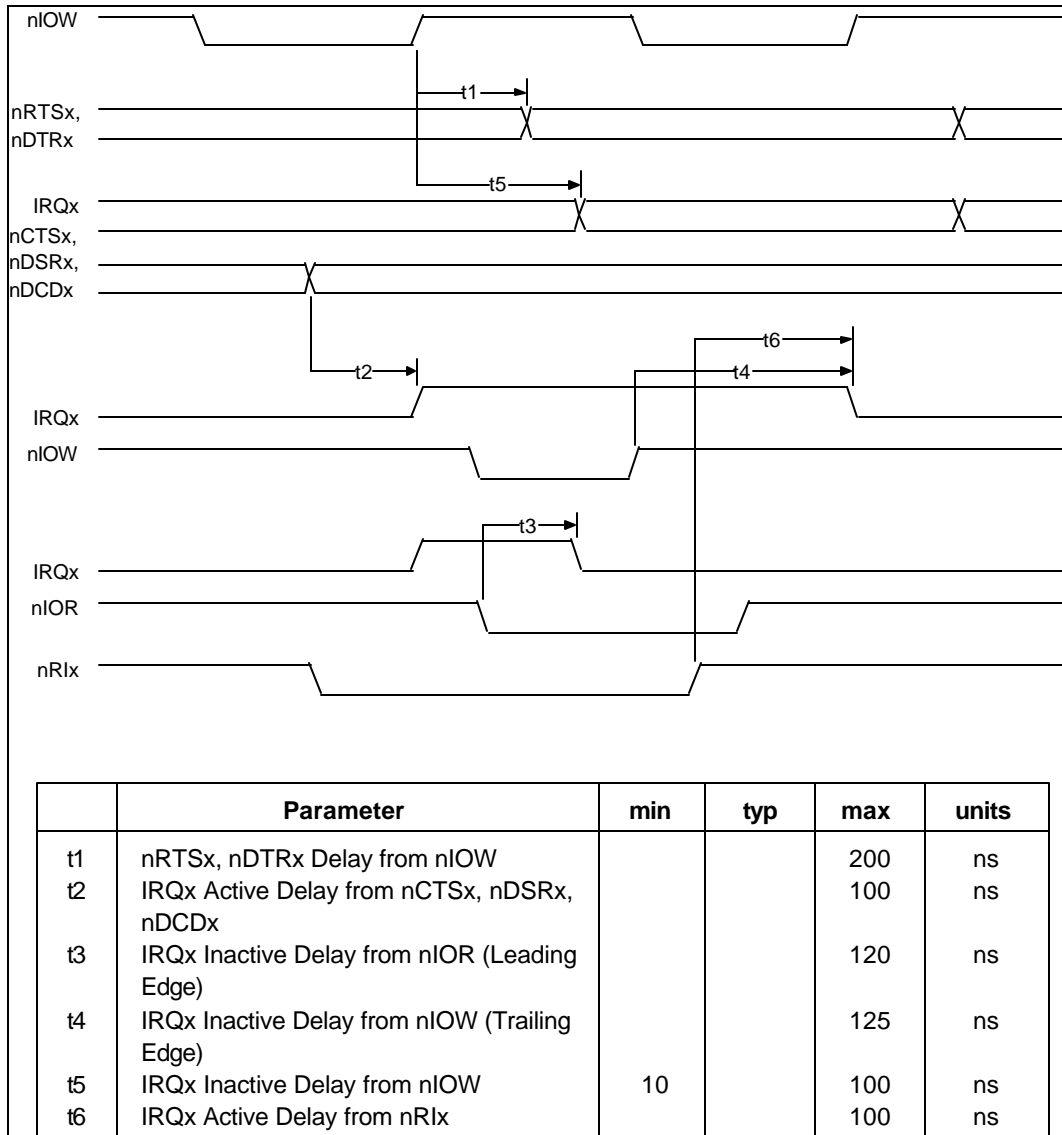 nIOW
t1
nRTSx,
nDTRx
t5
IRQx
nCTSx,
nDSRx,
nDCDx
t6
t2
t4
IRQx
nIOW
t3
IRQx
nIOR
nRIx
Parameter min typ max units
t1 nRTSx, nDTRx Delay from nIOW 200 ns
t2 IRQx Active Delay from nCTSx, nDSRx, 100 ns
nDCDx
t3 IRQx Inactive Delay from nIOR (Leading 120 ns
Edge)
t4 IRQx Inactive Delay from nIOW (Trailing 125 ns
Edge)
t5 IRQx Inactive Delay from nIOW 10 100 ns
t6 IRQx Active Delay from nRIx 100 ns